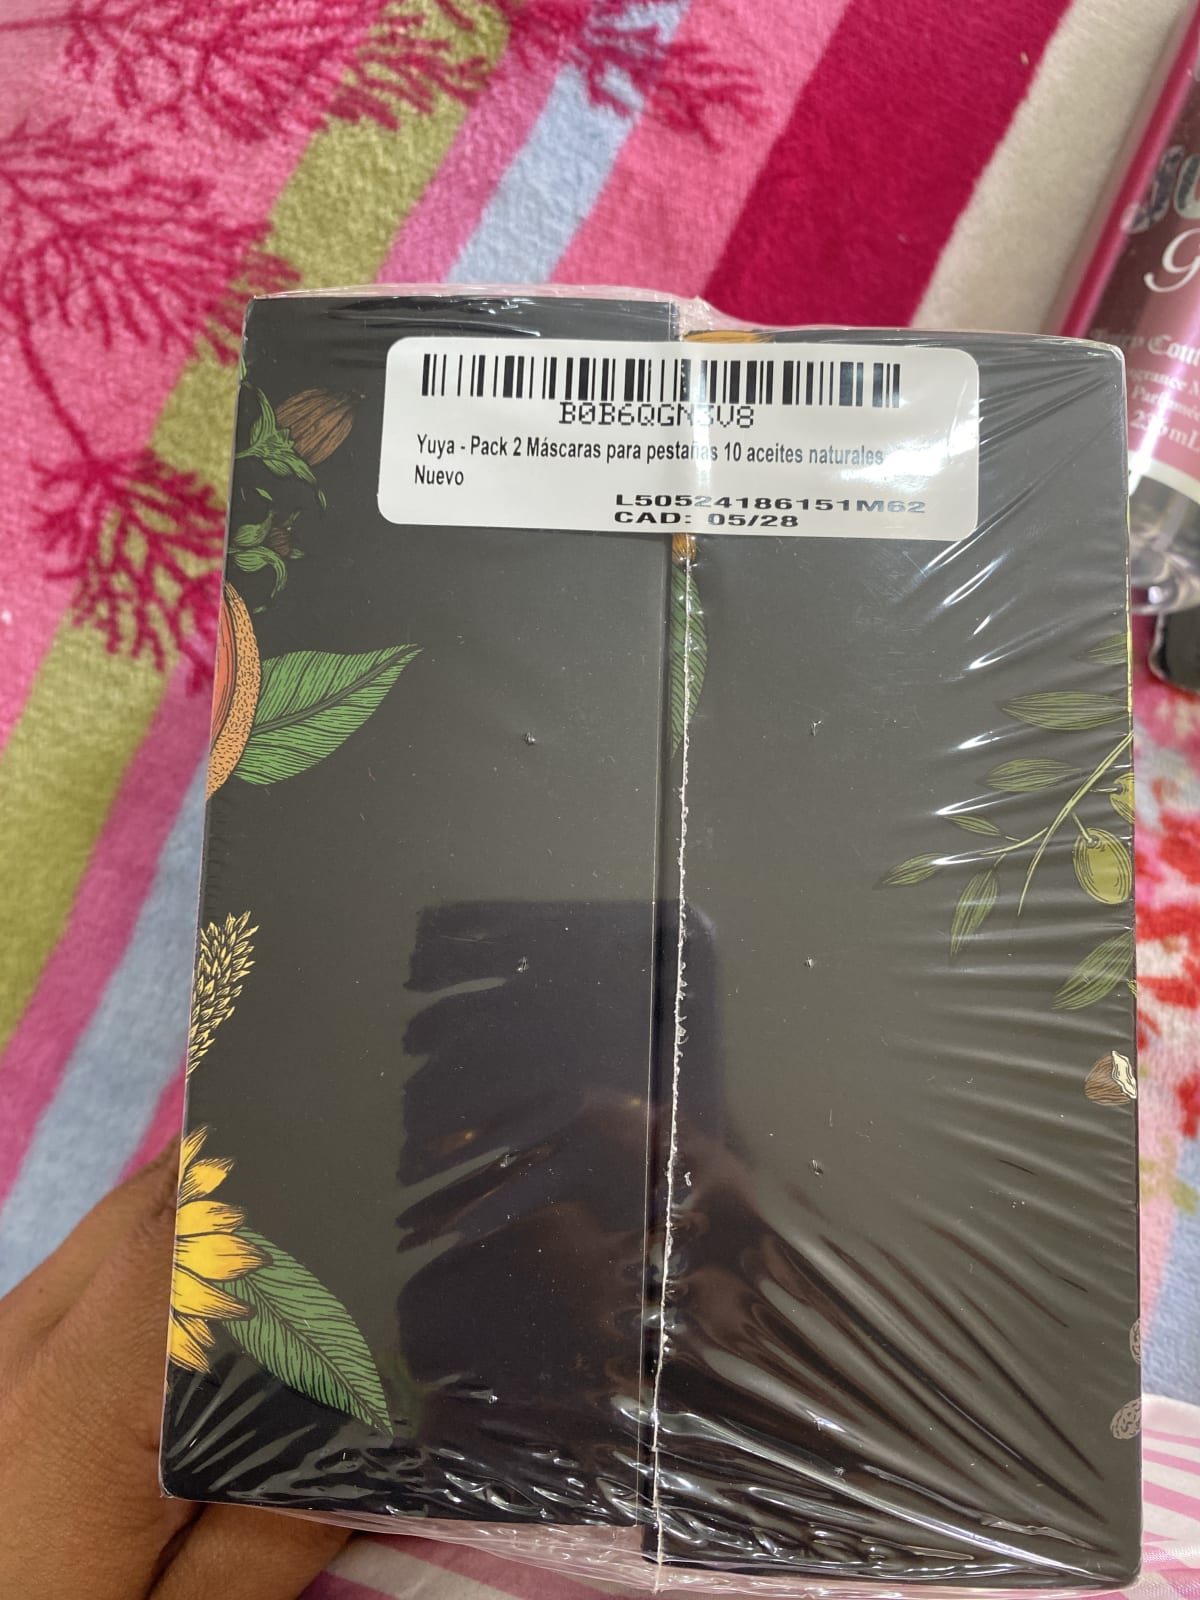 B0B6QGN3V8
Yuya - Pack 2 Máscaras para pestañas 10 aceites naturales
Nuevo
L50524186151M62
CAD: 05/28
G